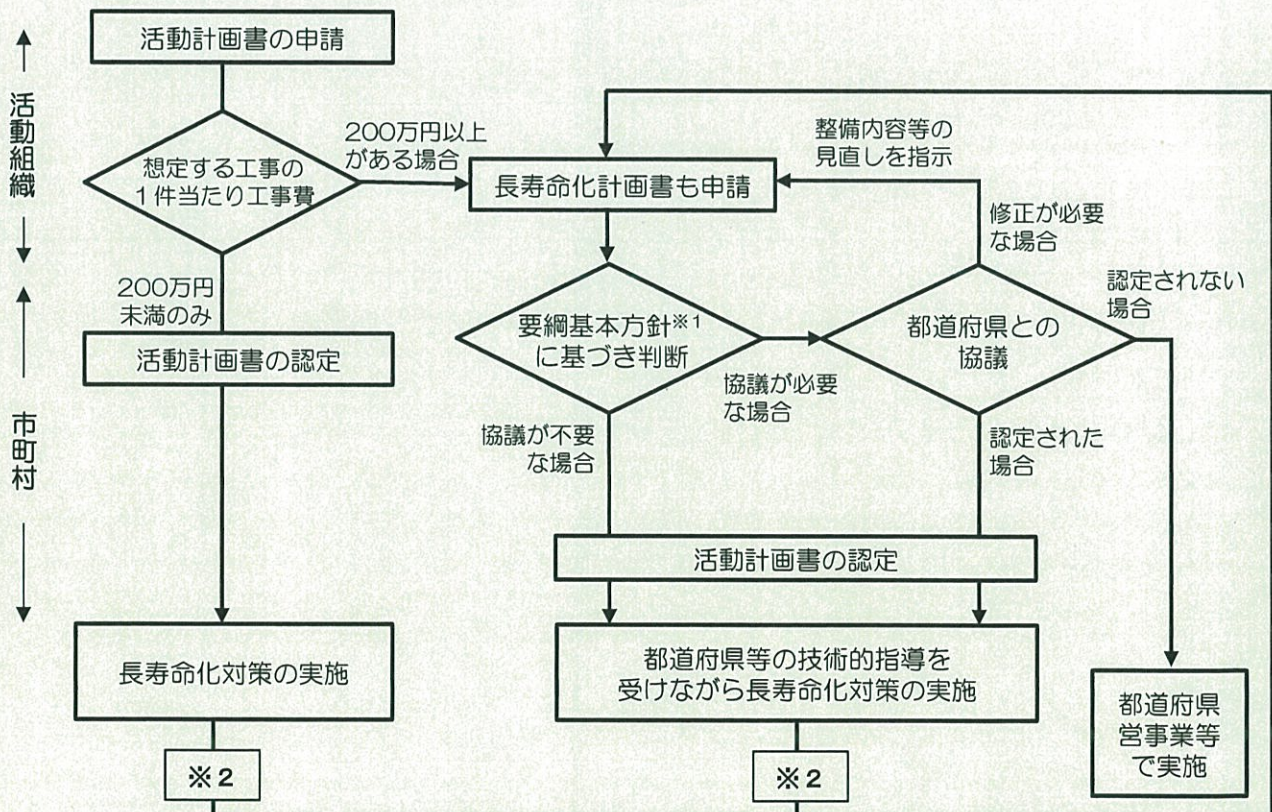 活動計画書の申請
活動組織
市町村
想定する工事の
1件当たり工事費
200万円以上
がある場合
200万円
未満のみ
活動計画書の認定
長寿命化対策の実施
※2
長寿命化計画書も申請
整備内容等の
見直しを指示
修正が必要
な場合
要綱基本方針※1
に基づき判断
協議が必要
な場合
都道府県との
協議
認定されない
場合
協議が不要
な場合
認定された
場合
活動計画書の認定
都道府県等の技術的指導を
受けながら長寿命化対策の実施
※2
都道府県
営事業等
で実施